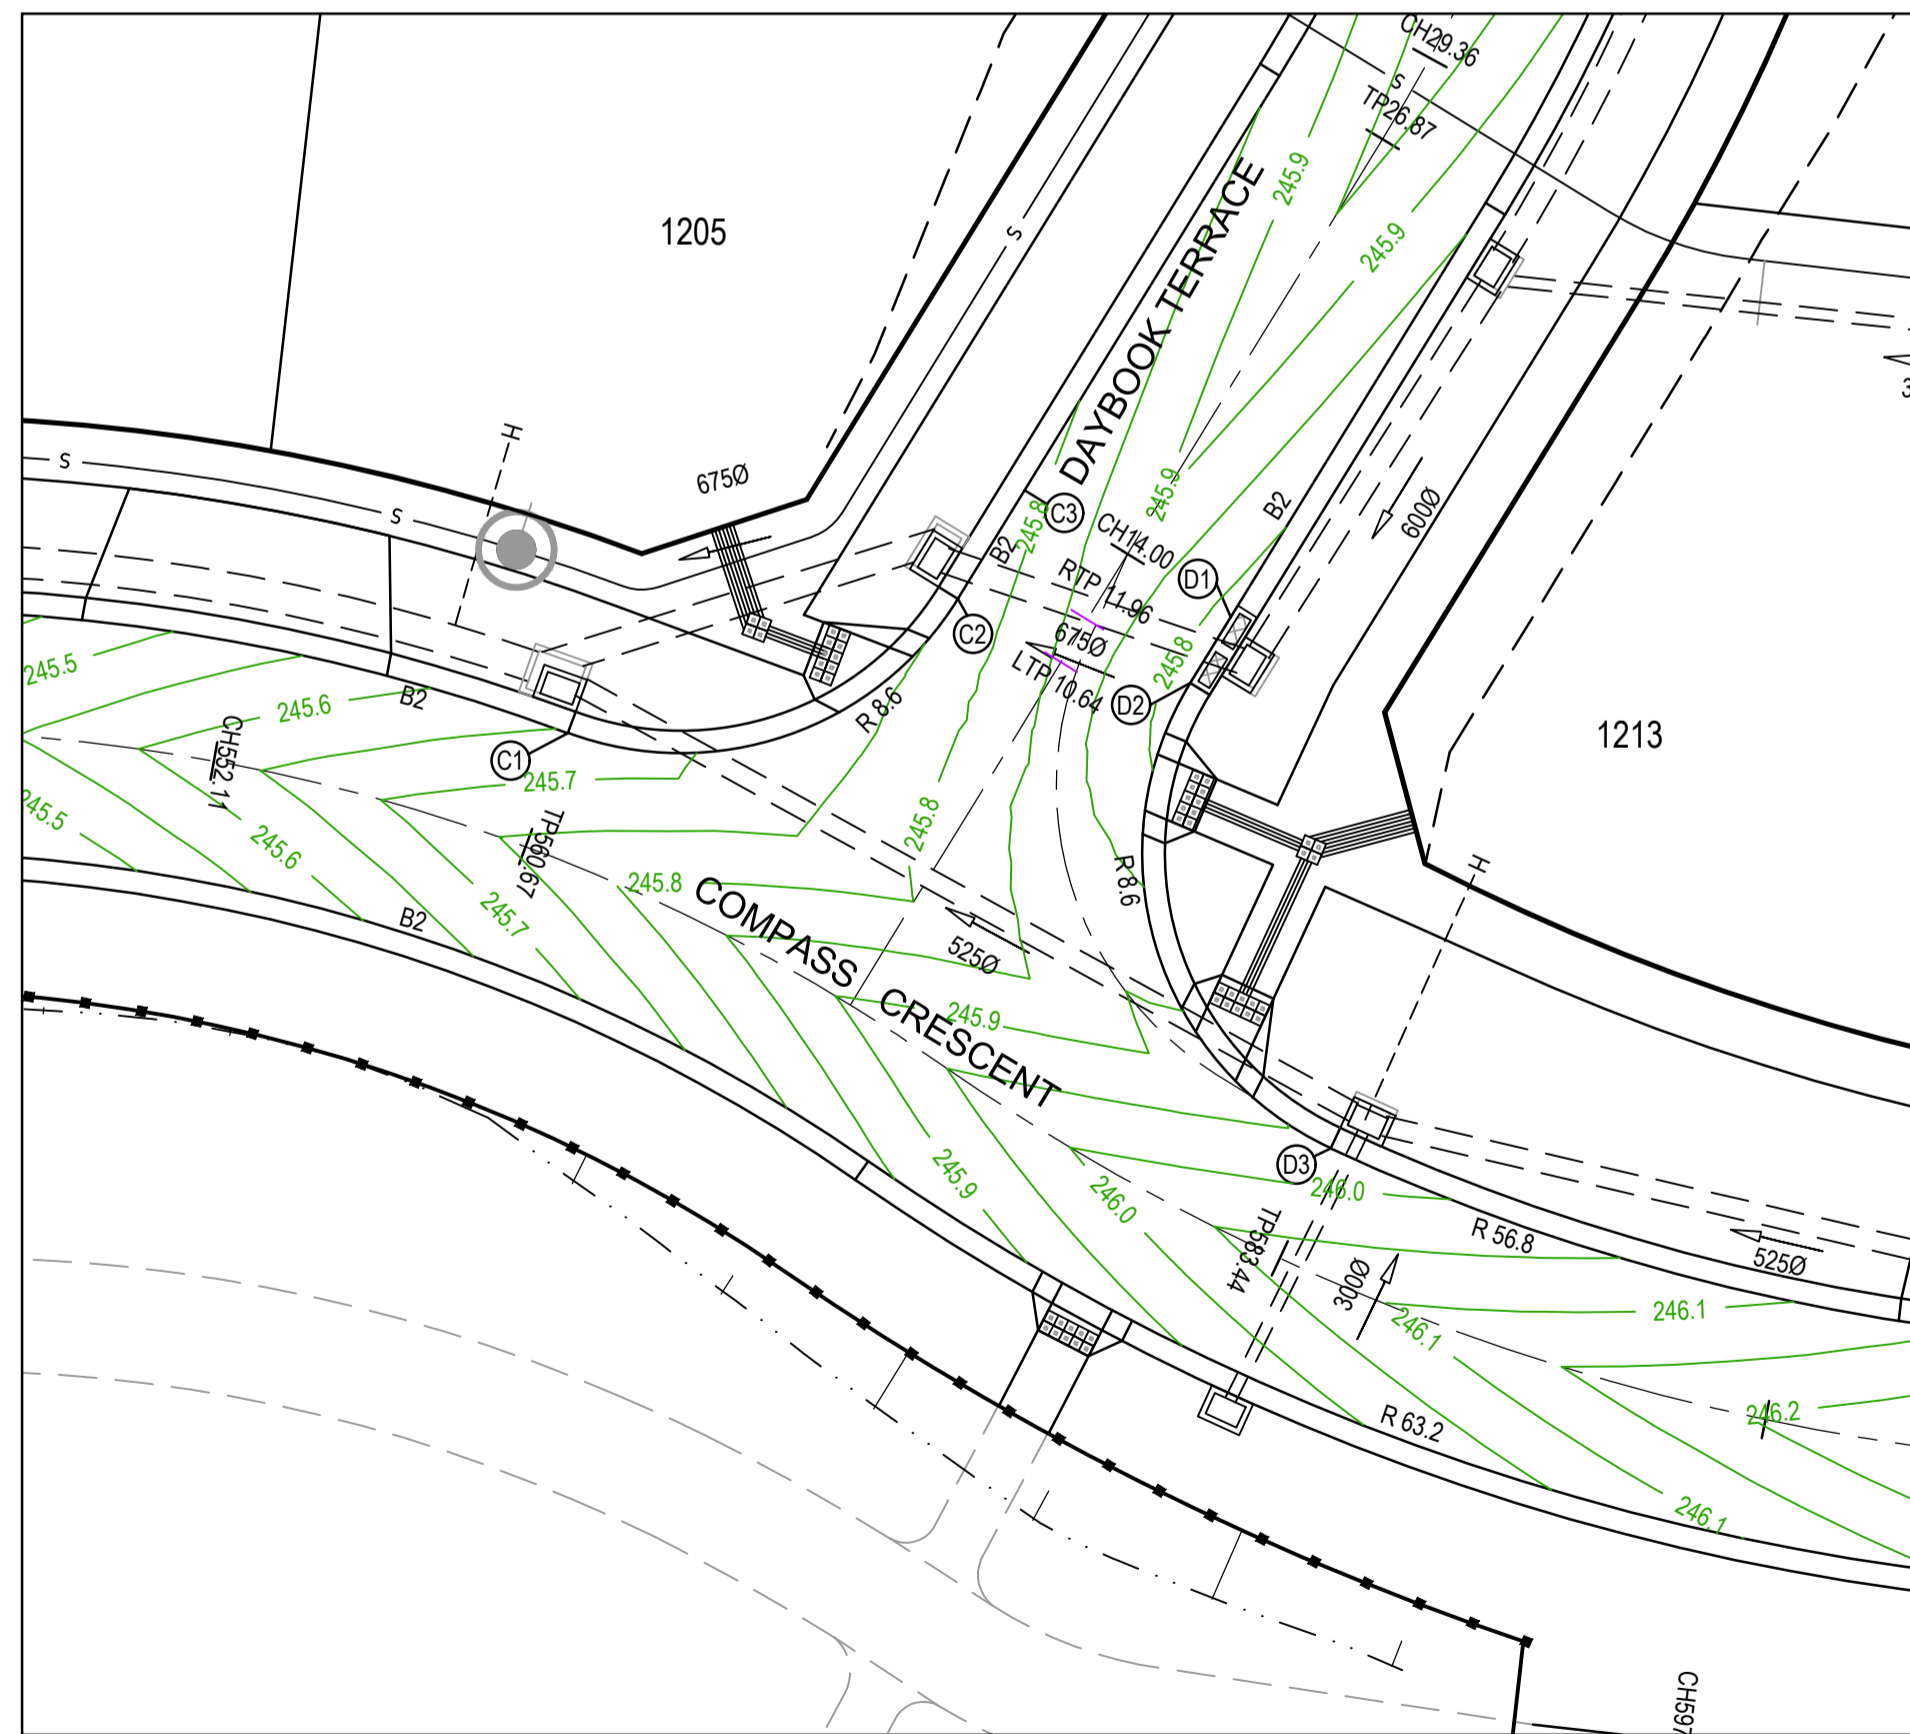 CH29.36
S
TP26.87
245.9
1205
S
245.9
DAYBOOK TERRACE
H
S
675Ø
S
245.9
B2
600Ø
C3
245.8
CH14.00
B2
D1
RTP 11.96
C2
675Ø
245.8
LTP 10.64
D2
245.5
B2
245.6
R 8.6
1213
CH552.11
C1
245.7
245.5
245.6
TP560.67
245.8
R 8.6
H
245.8
B2
245.7
COMPASS CRESCENT
525Ø
245.9
245.9
246.0
D3
246.0
TP583.44
R 56.8
525Ø
300Ø
246.1
246.1
R 63.2
246.2
246.1
CH597